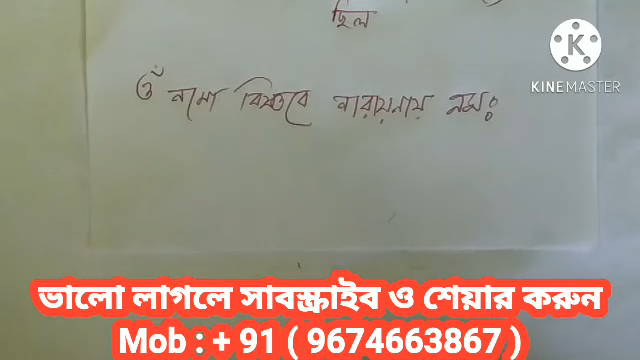 ছিল
KINEMASTER
ওঁ নমো বিষ্ণবে নারায়নায় নমঃ
ভালো লাগলে সাবস্ক্রাইব ও শেয়ার করুন
Mob : + 91 ( 9674663867 )